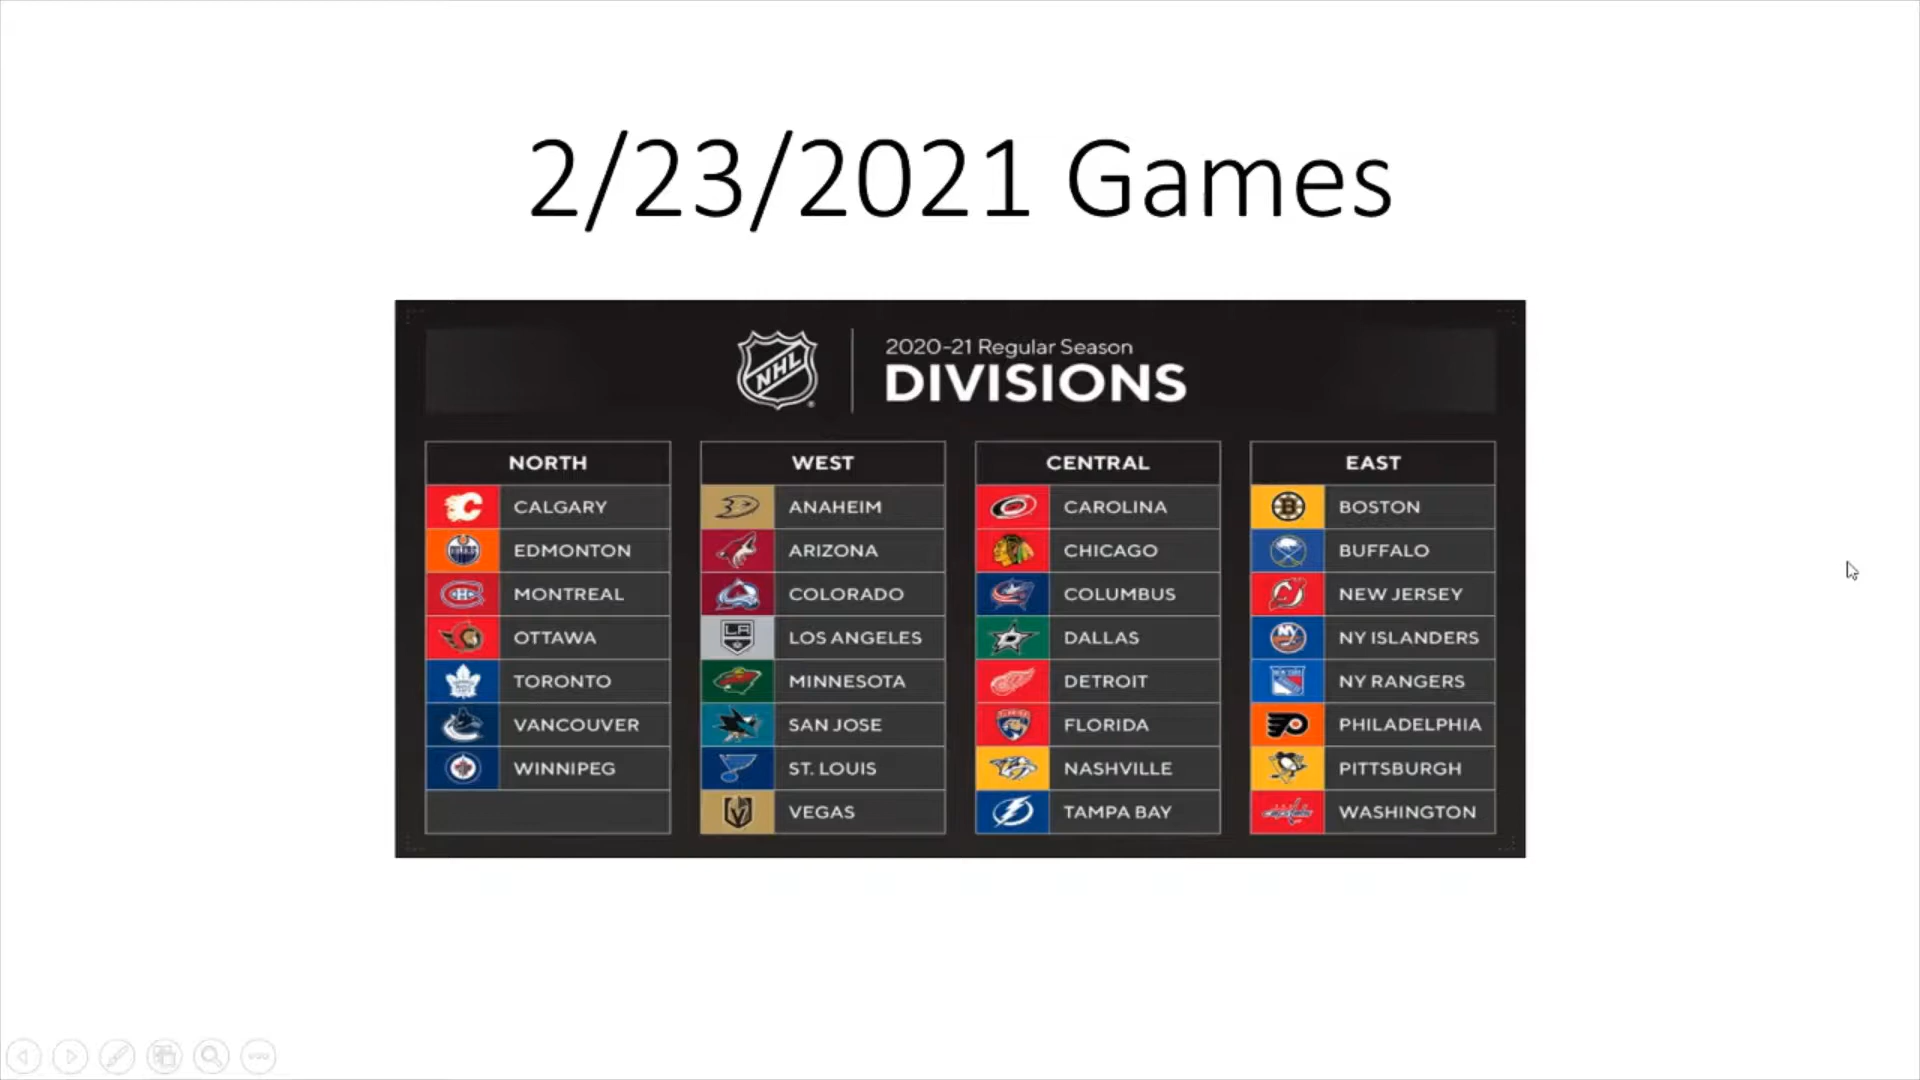 2/23/2021 Games
NHL
2020-21 Regular Season
DIVISIONS
NORTH
CALGARY
EDMONTON
MONTREAL
OTTAWA
TORONTO
VANCOUVER
WINNIPEG
WEST
ANAHEIM
ARIZONA
COLORADO
LOS ANGELES
MINNESOTA
SAN JOSE
ST. LOUIS
VEGAS
CENTRAL
CAROLINA
CHICAGO
COLUMBUS
DALLAS
DETROIT
FLORIDA
NASHVILLE
TAMPA BAY
EAST
BOSTON
BUFFALO
NEW JERSEY
NY ISLANDERS
NY RANGERS
PHILADELPHIA
PITTSBURGH
WASHINGTON